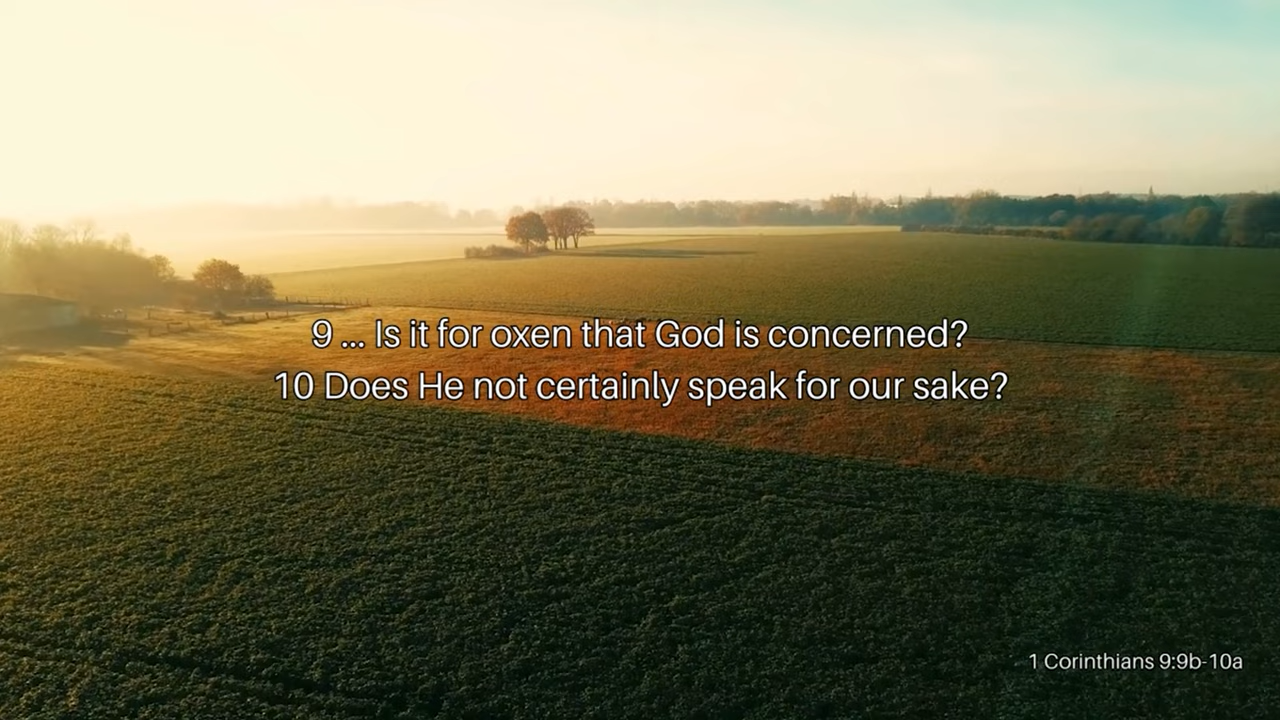 9 ... Is it for oxen that God is concerned?
10 Does He not certainly speak for our sake?
1 Corinthians 9:9b-10a